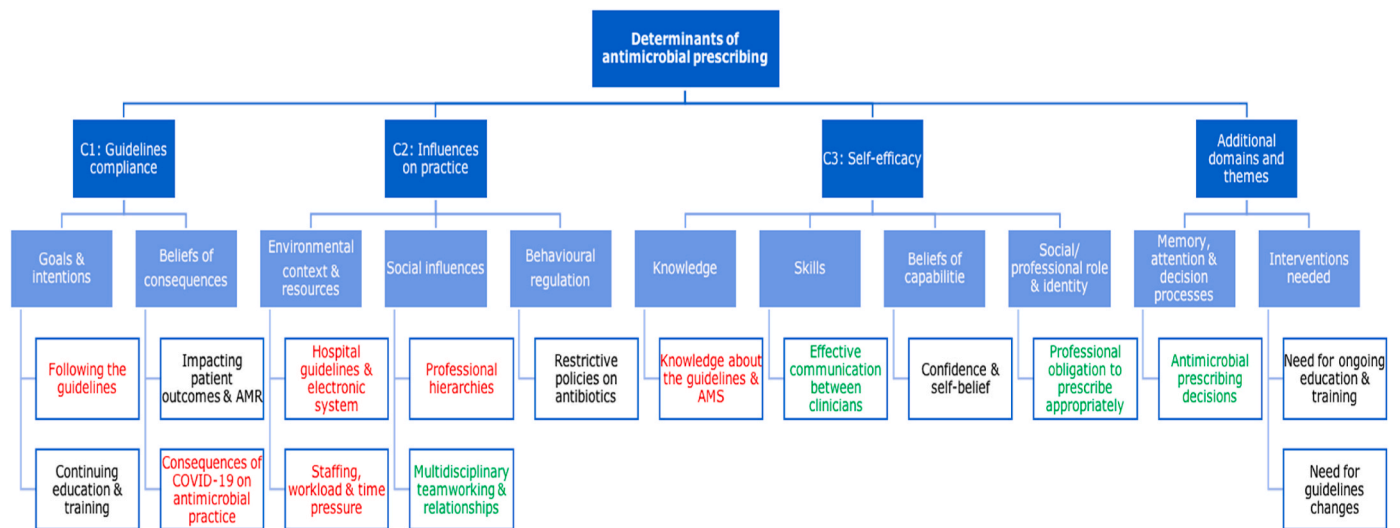 Determinants of
antimicrobial prescribing
C1: Guidelines
compliance
C2: Influences
on practice
C3: Self-efficacy
Additional
domains and
themes
Goals &
intentions
Beliefs of
consequences
Environmental
context &
resources
Social influences
Behavioural
regulation
Knowledge
Skills
Beliefs of
capabilitie
Social/
professional role
& identity
Memory,
attention &
decision
processes
Interventions
needed
Following the
guidelines
Impacting
patient
outcomes & AMR
Hospital
guidelines &
electronic
system
Professional
hierarchies
Restrictive
policies on
antibiotics
Knowledge about
the guidelines &
AMS
Effective
communication
between
clinicians
Confidence &
self-belief
Professional
obligation to
prescribe
appropriately
Antimicrobial
prescribing
decisions
Need for ongoing
education &
training
Continuing
education &
training
Consequences of
COVID-19 on
antimicrobial
practice
Staffing,
workload & time
pressure
Multidisciplinary
teamworking &
relationships
Need for
guidelines
changes